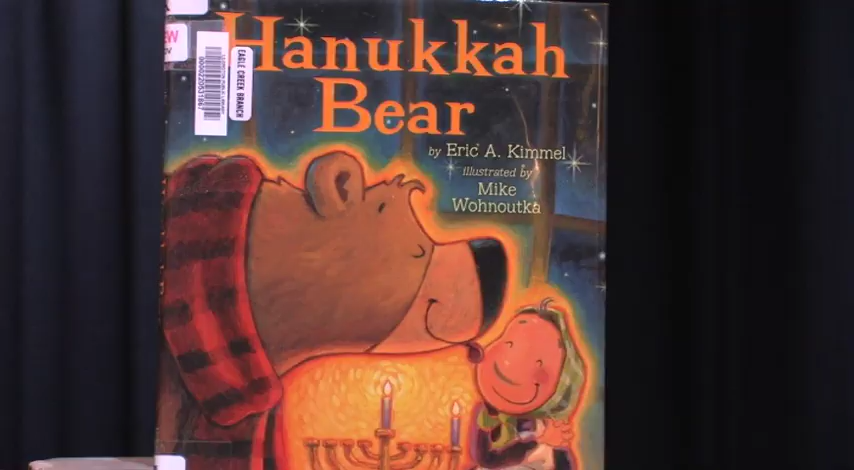 Hanukkah
Bear
by Eric A. Kimmel
illustrated by
Mike
Wohnoutka
EAGLE CREEK BRANCH